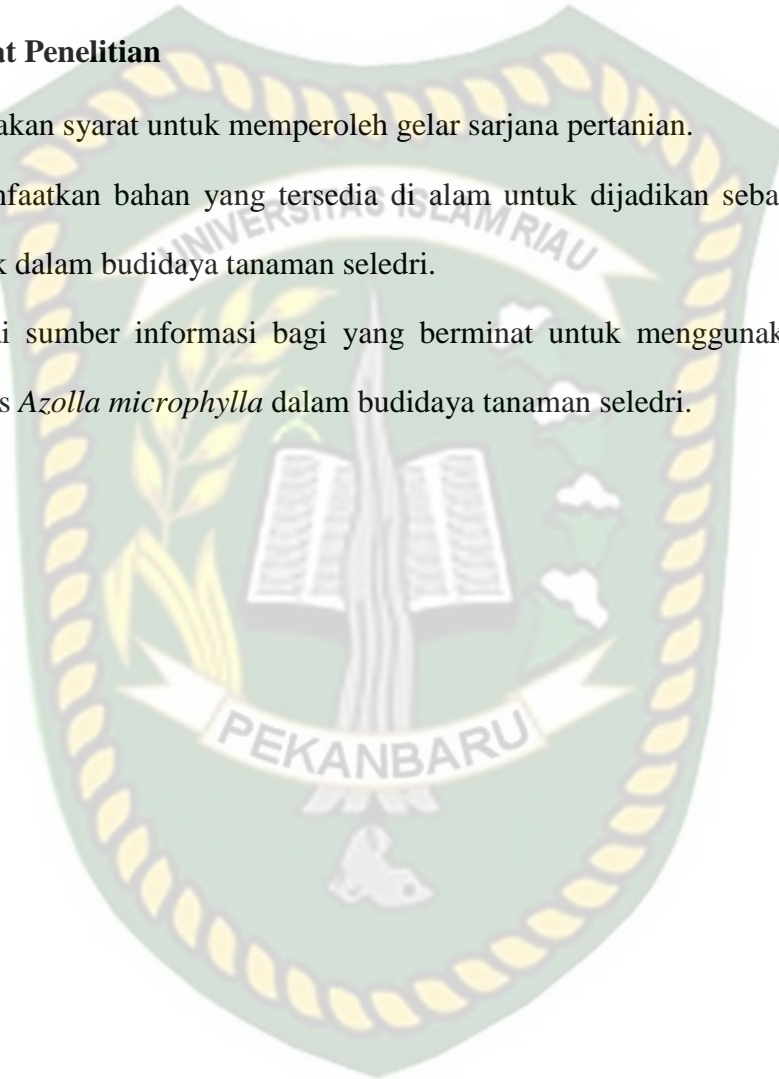 at Penelitian
akan syarat untuk memperoleh gelar sarjana pertanian.
nfaatkan bahan yang tersedia di alam untuk dijadikan seba
k dalam budidaya tanaman seledri.
i sumber informasi bagi yang berminat untuk menggunak
s Azolla microphylla dalam budidaya tanaman seledri.
UNIVERSITAS ISLAM RIAU
PEKANBARU